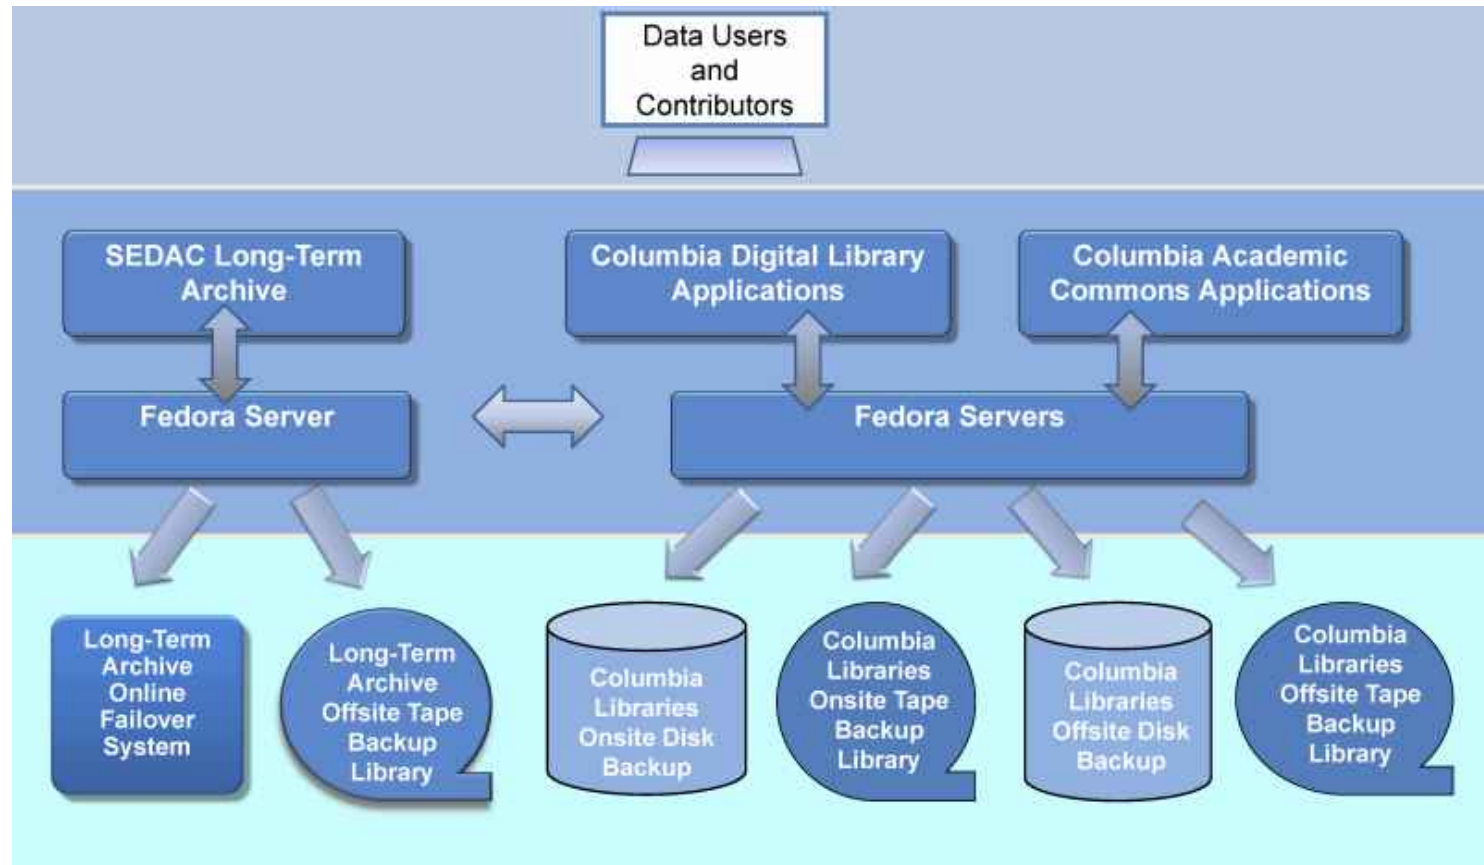 Data Users
and
Contributors
SEDAC Long-Term
Archive
Columbia Digital Library
Applications
Columbia Academic
Commons Applications
Fedora Server
Fedora Servers
Long-Term
Archive
Online
Failover
System
Long-Term
Archive
Offsite Tape
Backup
Library
Columbia
Libraries
Onsite Disk
Backup
Columbia
Libraries
Onsite Tape
Backup
Library
Columbia
Libraries
Offsite Disk
Backup
Columbia
Libraries
Offsite Tape
Backup
Library